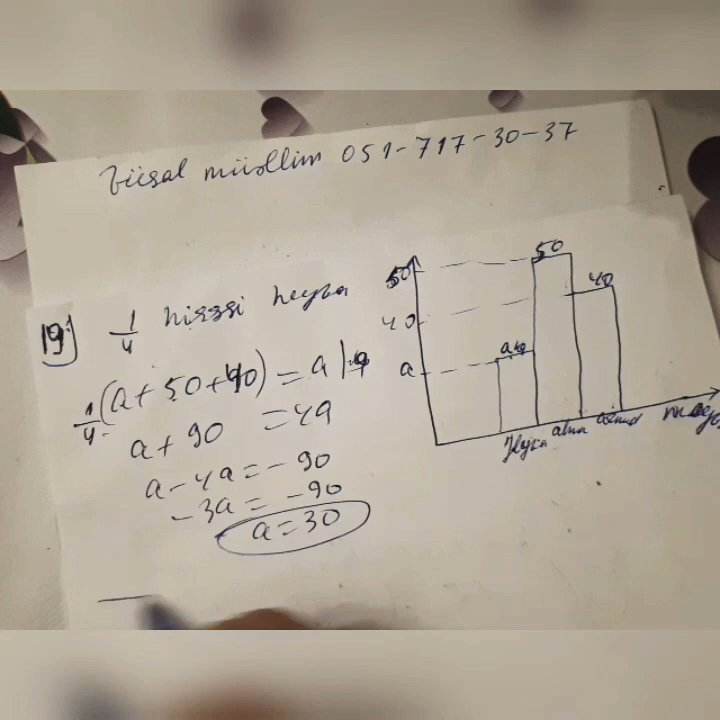 Vüsal müəllim 051-717-30-37
19) 1/4 hissəsi heyva
1/4(a+50+40) = a |·4
a+90 = 4a
a-4a=-90
-3a=-90
a=30
50
50
40
40
a
a
Heyva alma armud meyvə